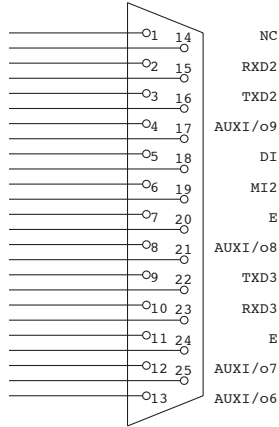 1 14 NC
2 15 RXD2
3 16 TXD2
4 17 AUXI/o9
5 18 DI
6 19 MI2
7 20 E
8 21 AUXI/o8
9 22 TXD3
10 23 RXD3
11 24 E
12 25 AUXI/o7
13 AUXI/o6